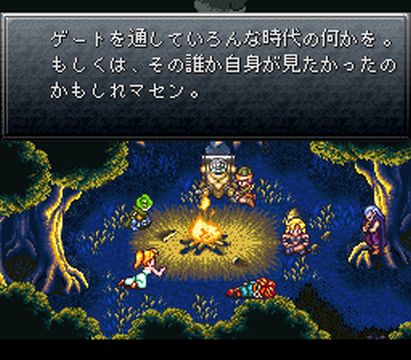 ゲートを通していろんな時代の何かを。
もしくは、その誰か自身が見たかったの
かもしれマセン。